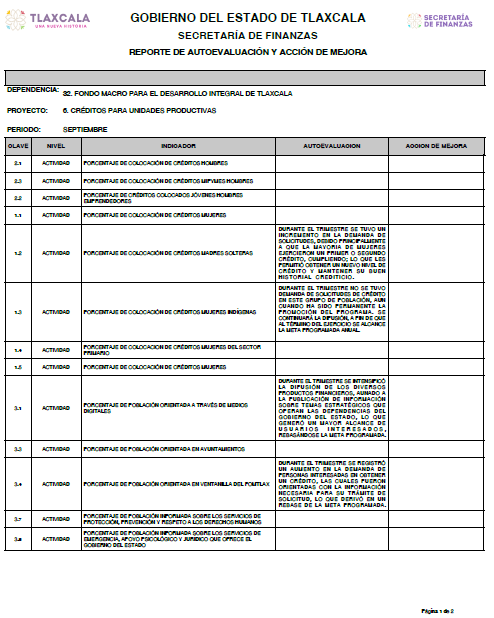 TLAXCALA
UNA NUEVA HISTORIA
GOBIERNO DEL ESTADO DE TLAXCALA
SECRETARÍA DE FINANZAS
REPORTE DE AUTOEVALUACIÓN Y ACCIÓN DE MEJORA
SECRETARÍA
DE FINANZAS
DEPENDENCIA: 32. FONDO MACRO PARA EL DESARROLLO INTEGRAL DE TLAXCALA
PROYECTO: 6. CRÉDITOS PARA UNIDADES PRODUCTIVAS
PERIODO: SEPTIEMBRE
CLAVE NIVEL INDICADOR AUTOEVALUACION ACCION DE MEJORA
2.1 ACTIVIDAD PORCENTAJE DE COLOCACIÓN DE CRÉDITOS HOMBRES
2.3 ACTIVIDAD PORCENTAJE DE COLOCACIÓN DE CRÉDITOS MIPYMES HOMBRES
2.2 ACTIVIDAD PORCENTAJE DE CRÉDITOS COLOCADOS JÓVENES HOMBRES
EMPRENDEDORES
1.1 ACTIVIDAD PORCENTAJE DE COLOCACIÓN DE CRÉDITOS MUJERES
1.2 ACTIVIDAD PORCENTAJE DE COLOCACIÓN DE CRÉDITOS MADRES SOLTERAS
DURANTE EL TRIMESTRE SE TUVO UN
INCREMENTO EN LA DEMANDA DE
SOLICITUDES, DEBIDO PRINCIPALMENTE
A QUE LA MAYORIA DE MUJERES
EJERCIERON UN PRIMER O SEGUNDO
CRÉDITO, CUMPLIENDO; LO QUE LES
PERMITIÓ OBTENER UN NUEVO NIVEL DE
CRÉDITO Y MANTENER SU BUEN
HISTORIAL CREDITICIO.
1.3 ACTIVIDAD PORCENTAJE DE COLOCACIÓN DE CRÉDITOS MUJERES INDIGENAS
DURANTE EL TRIMESTRE NO SE TUVO
DEMANDA DE SOLICITUDES DE CRÉDITO
EN ESTE GRUPO DE POBLACIÓN, AUN
CUANDO HA SIDO PERMANENTE LA
PROMOCIÓN DEL PROGRAMA. SE
CONTINUARÁ LA DIFUSIÓN, A FIN DE QUE
AL TÉRMINO DEL EJERCICIO SE ALCANCE
LA META PROGRAMADA ANUAL.
1.4 ACTIVIDAD PORCENTAJE DE COLOCACION DE CRÉDITOS MUJERES DEL SECTOR
PRIMARIO
1.5 ACTIVIDAD PORCENTAJE DE COLOCACIÓN DE CRÉDITOS MUJERES
3.1 ACTIVIDAD PORCENTAJE DE POBLACIÓN ORIENTADA A TRAVÉS DE MEDIOS
DIGITALES
DURANTE EL TRIMESTRE SE INTENSIFICÓ
LA DIFUSIÓN DE LOS DIVERSOS
PRODUCTOS FINANCIEROS, AUNADO A
LA PUBLICACIÓN DE INFORMACIÓN
SOBRE TEMAS ESTRATÉGICOS QUE
OPERAN LAS DEPENDENCIAS DEL
GOBIERNO DEL ESTADO, LO QUE
GENERÓ UN MAYOR ALCANCE DE
USUARIOS INTERESADOS,
REBASÁNDOSE LA META PROGRAMADA.
3.3 ACTIVIDAD PORCENTAJE DE POBLACIÓN ORIENTADA EN AYUNTAMIENTOS
3.4 ACTIVIDAD PORCENTAJE DE POBLACIÓN ORIENTADA EN VENTANILLA DEL FOMTLAX
DURANTE EL TRIMESTRE SE REGISTRÓ
UN AUMENTO EN LA DEMANDA DE
PERSONAS INTERESADAS EN OBTENER
UN CRÉDITO, LAS CUALES FUERON
ORIENTADAS CON LA INFORMACIÓN
NECESARIA PARA SU TRÁMITE DE
SOLICITUD, LO QUE DERIVÓ EN UN
REBASE DE LA META PROGRAMADA.
3.7 ACTIVIDAD PORCENTAJE DE POBLACIÓN INFORMADA SOBRE LOS SERVICIOS DE
PROTECCIÓN, PREVENCIÓN Y RESPETO A LOS DERECHOS HUMANOS
3.8 ACTIVIDAD PORCENTAJE DE POBLACIÓN INFORMADA SOBRE LOS SERVICIOS DE
EMERGENCIA, APOYO PSICOLÓGICO Y JURIDICO QUE OFRECE EL
GOBIERNO DEL ESTADO
Página 1 de 2